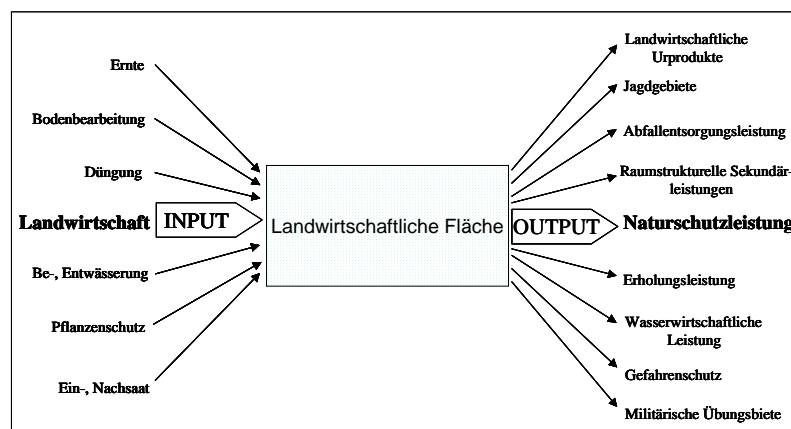 Ernte
Bodenbearbeitung
Düngung
Landwirtschaft
INPUT
Be-, Entwässerung
Pflanzenschutz
Ein-, Nachsaat
Landwirtschaftliche Fläche
OUTPUT
Landwirtschaftliche
Urprodukte
Jagdgebiete
Abfallentsorgungsleistung
Raumstrukturelle Sekundär-
leistungen
Naturschutzleistung
Erholungsleistung
Wasserwirtschaftliche
Leistung
Gefahrenschutz
Militärische Übungsbiete